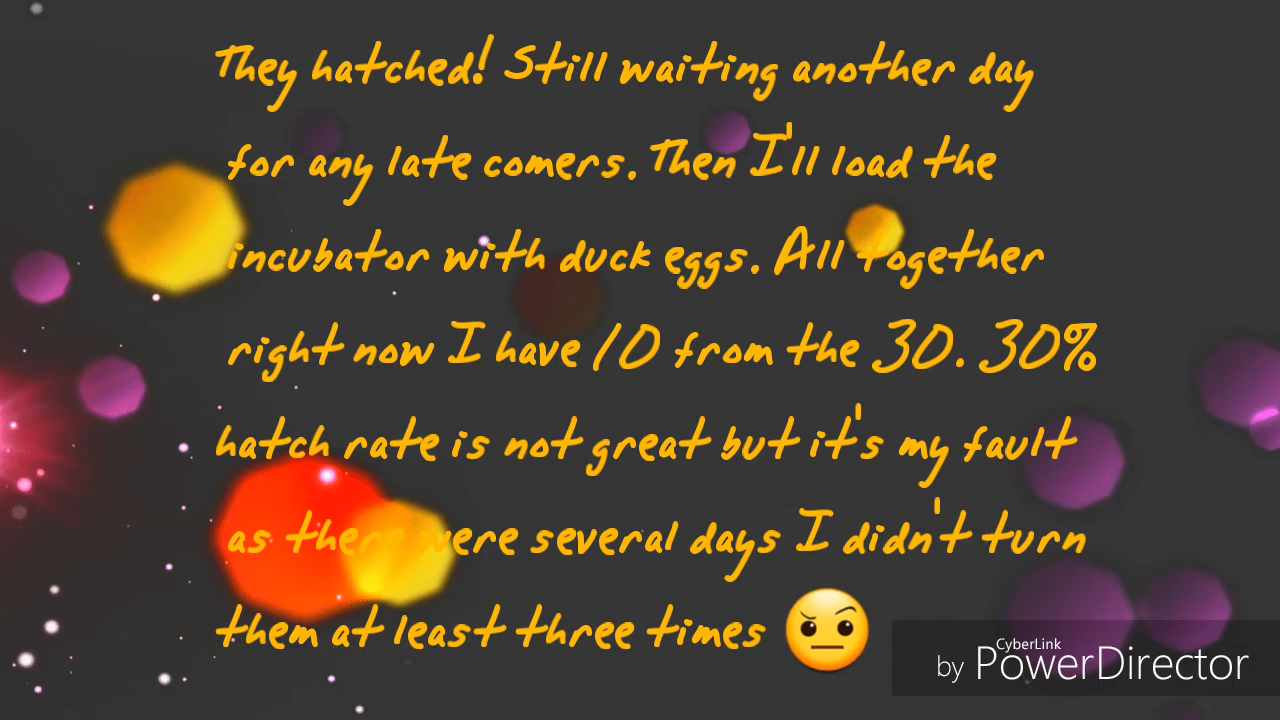 They hatched! Still waiting another day
for any late comers. Then I'll load the
incubator with duck eggs. All together
right now I have 10 from the 30. 30%
hatch rate is not great but it's my fault
as there were several days I didn't turn
them at least three times
by CyberLink PowerDirector